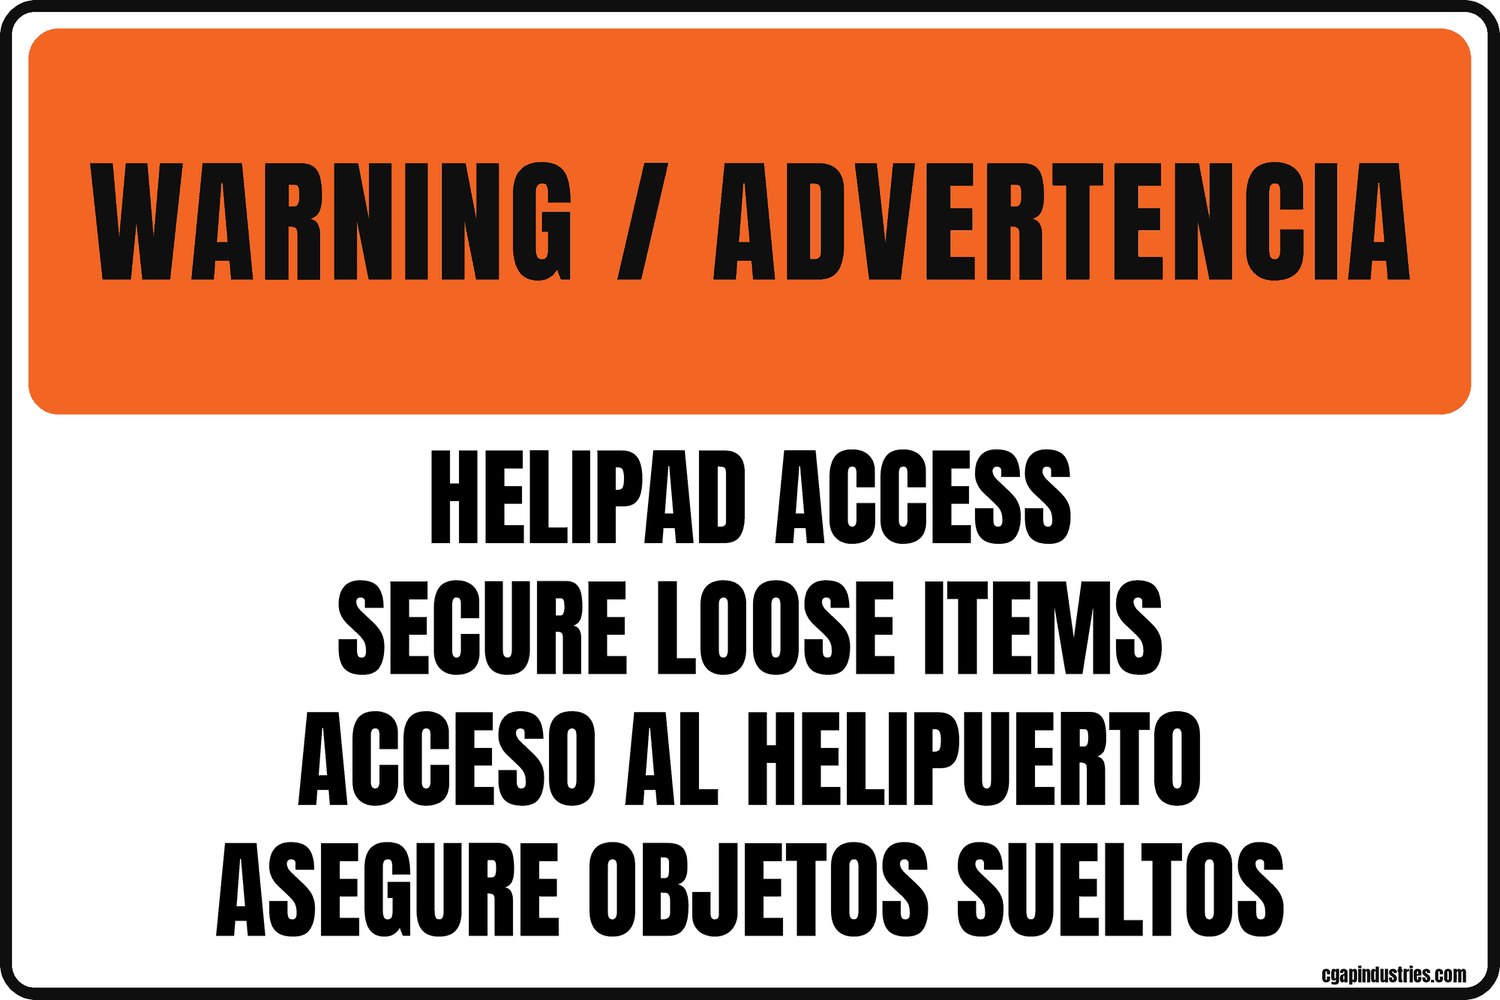 WARNING / ADVERTENCIA
HELIPAD ACCESS
SECURE LOOSE ITEMS
ACCESO AL HELIPUERTO
ASEGURE OBJETOS SUELTOS
cgapindustries.com